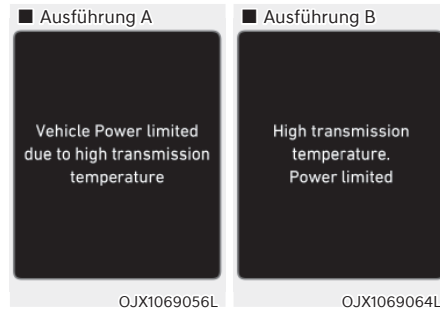 ■ Ausführung A
Vehicle Power limited
due to high transmission
temperature
OJX1069056L
■ Ausführung B
High transmission
temperature.
Power limited
OJX1069064L